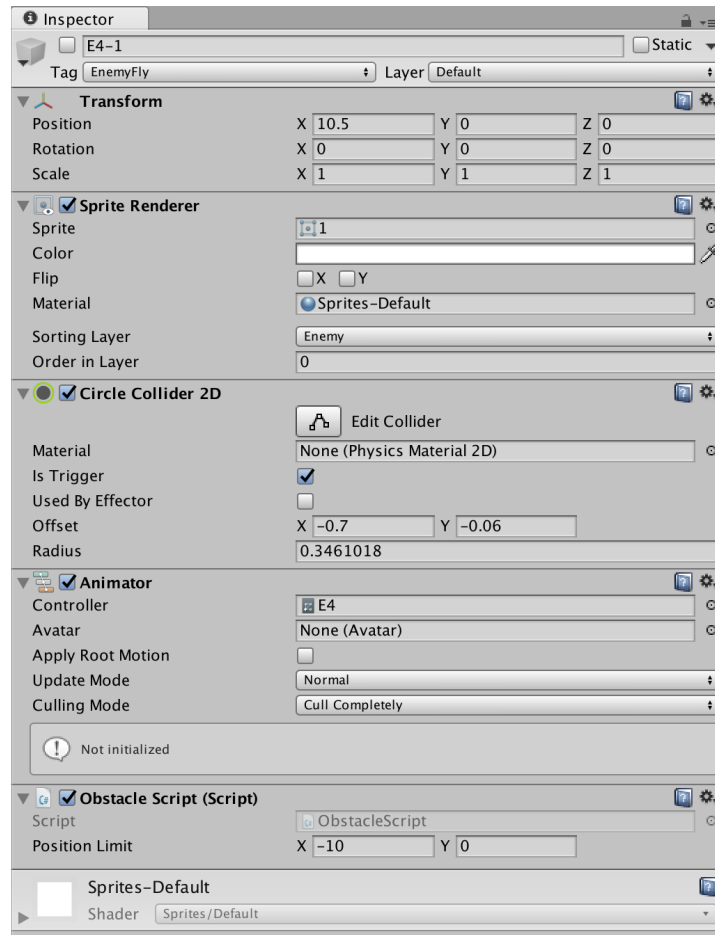 Inspector
E4-1 Static
Tag EnemyFly Layer Default
Transform
Position X 10.5 Y 0 Z 0
Rotation X 0 Y 0 Z 0
Scale X 1 Y 1 Z 1
Sprite Renderer
Sprite 1
Color
Flip X Y
Material Sprites-Default
Sorting Layer Enemy
Order in Layer 0
Circle Collider 2D
Edit Collider
Material None (Physics Material 2D)
Is Trigger
Used By Effector
Offset X -0.7 Y -0.06
Radius 0.3461018
Animator
Controller E4
Avatar None (Avatar)
Apply Root Motion
Update Mode Normal
Culling Mode Cull Completely
Not initialized
Obstacle Script (Script)
Script ObstacleScript
Position Limit X -10 Y 0
Sprites-Default
Shader Sprites/Default